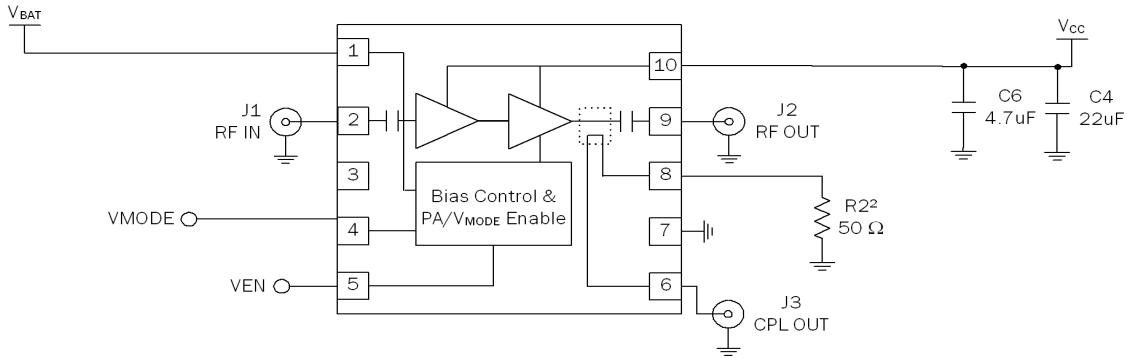 VBAT
VCC
1
10
J1
RF IN
2
9
J2
RF OUT
C6
4.7uF
C4
22uF
3
8
Bias Control &
PA/VMODE Enable
R2²
50 Ω
VMODE
4
7
VEN
5
6
J3
CPL OUT